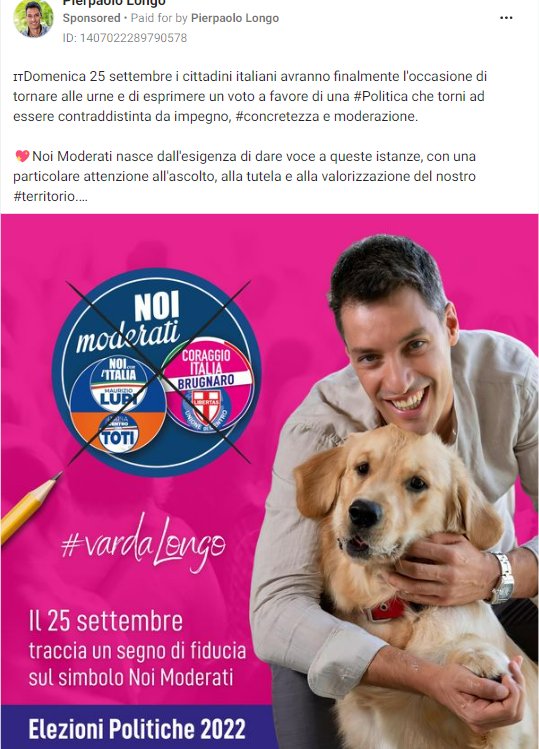 Pierpaolo Longo
Sponsored • Paid for by Pierpaolo Longo
ID: 1407022289790578
ITDomenica 25 settembre i cittadini italiani avranno finalmente l'occasione di
tornare alle urne e di esprimere un voto a favore di una #Politica che torni ad
essere contraddistinta da impegno, #concretezza e moderazione.
💖Noi Moderati nasce dall'esigenza di dare voce a queste istanze, con una
particolare attenzione all'ascolto, alla tutela e alla valorizzazione del nostro
#territorio....
NOI
moderati
NOI CON
L'ITALIA
MAURIZIO
LUPI
TOTI
CORAGGIO
ITALIA
BRUGNARO
LIBERTAS
UNIONE DI CENTRO
#vardaLongo
Il 25 settembre
traccia un segno di fiducia
sul simbolo Noi Moderati
Elezioni Politiche 2022